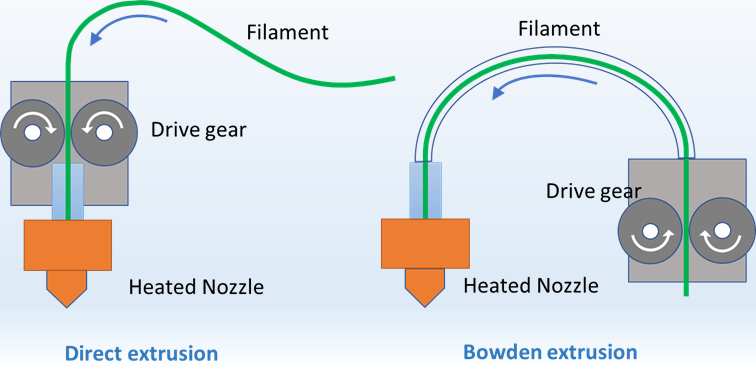 Filament
Drive gear
Heated Nozzle
Direct extrusion
Filament
Drive gear
Heated Nozzle
Bowden extrusion